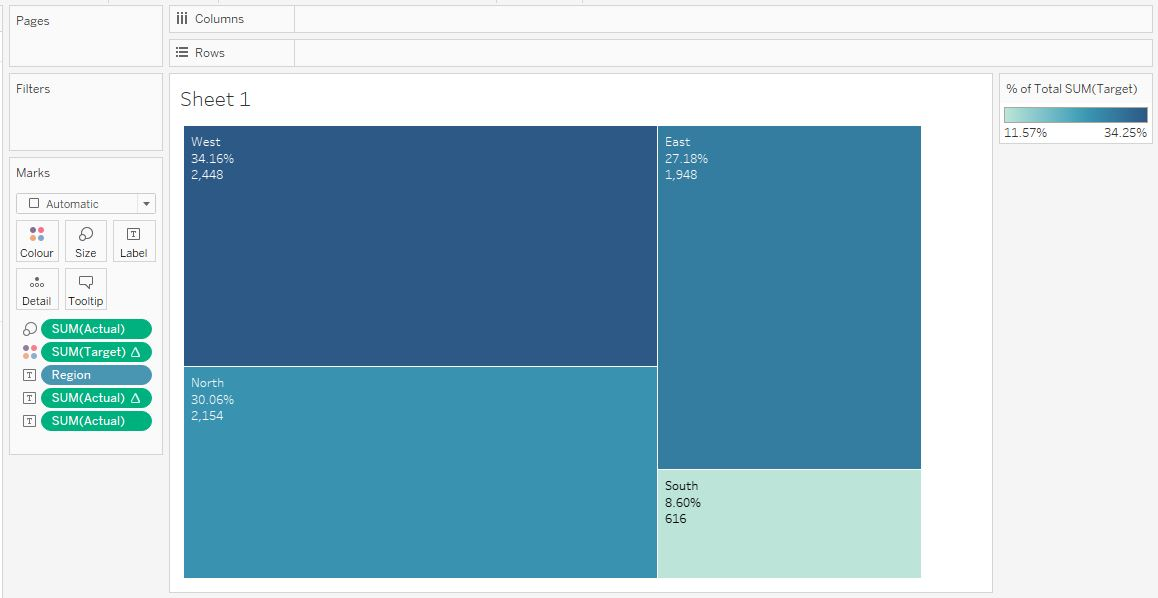 Pages
Columns
Rows
Filters
Marks
Automatic
Colour
Size
Label
Detail
Tooltip
SUM(Actual)
SUM(Target) Δ
Region
SUM(Actual) Δ
SUM(Actual)
Sheet 1
West
34.16%
2,448
East
27.18%
1,948
North
30.06%
2,154
South
8.60%
616
% of Total SUM(Target)
11.57% 34.25%